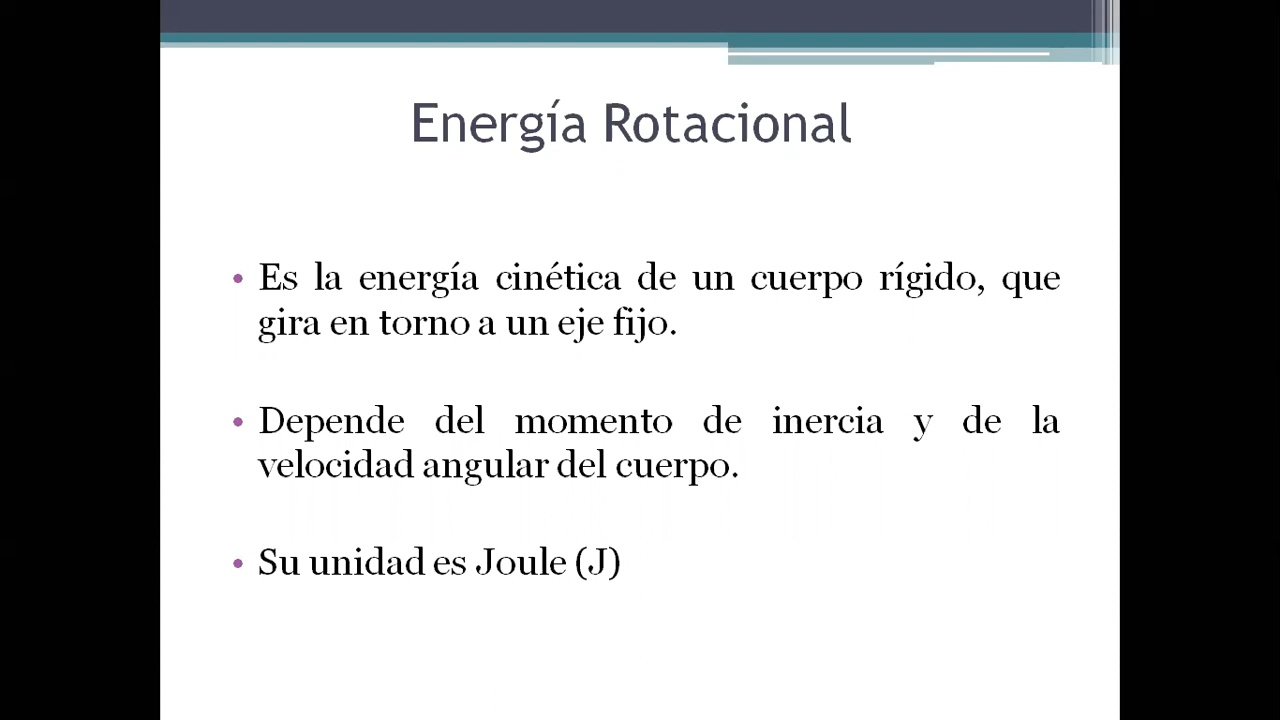 Energía Rotacional
• Es la energía cinética de un cuerpo rígido, que
gira en torno a un eje fijo.
• Depende del momento de inercia y de la
velocidad angular del cuerpo.
• Su unidad es Joule (J)